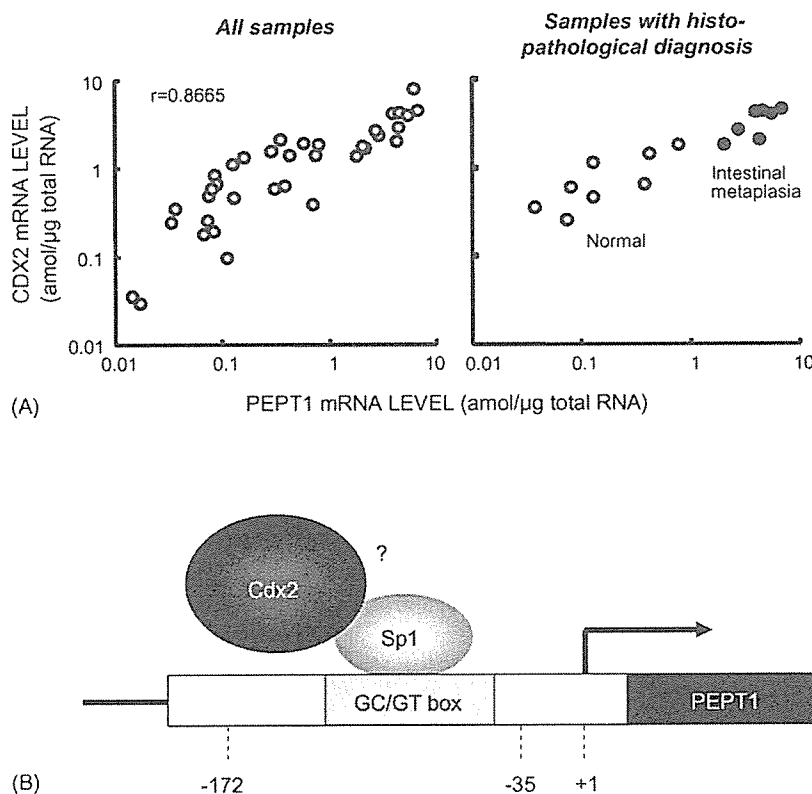 All samples
Samples with histo-
pathological diagnosis
CDX2 mRNA LEVEL
(amol/µg total RNA)
10
1
0.1
0.01
r=0.8665
0.01
0.1
1
10
Normal
Intestinal
metaplasia
0.01
0.1
1
10
(A)
PEPT1 mRNA LEVEL (amol/µg total RNA)
Cdx2
?
Sp1
GC/GT box
PEPT1
(B)
-172
-35
+1